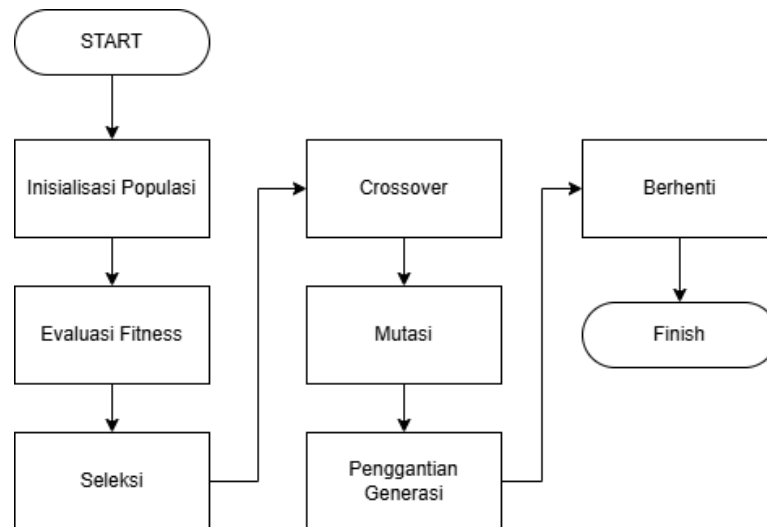 START
Inisialisasi Populasi
Evaluasi Fitness
Seleksi
Crossover
Mutasi
Penggantian
Generasi
Berhenti
Finish